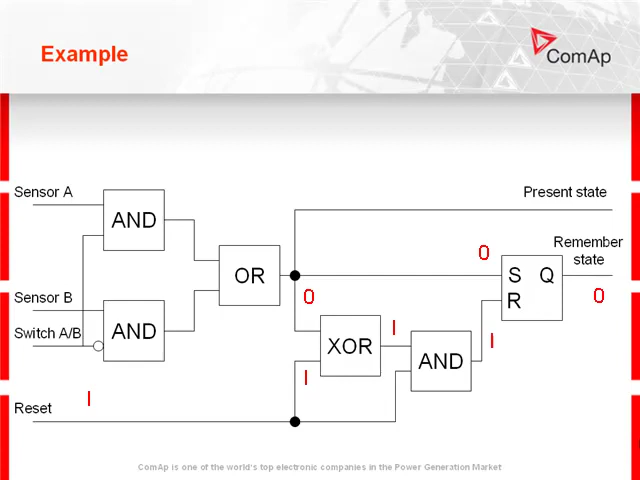 Example
ComAp
Sensor A
AND
Present state
OR
0
Remember
state
S Q
R
0
Sensor B
0
AND
Switch A/B
XOR
I
AND
I
I
I
Reset
ComAp is one of the world's top electronic companies in the Power Generation Market